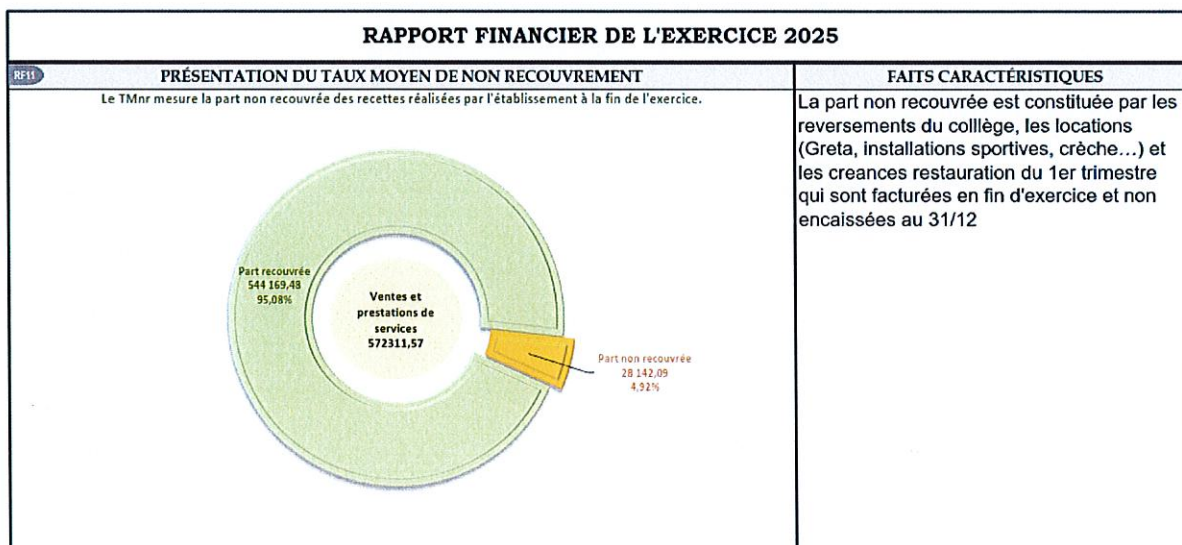 RAPPORT FINANCIER DE L'EXERCICE 2025
RF11
PRÉSENTATION DU TAUX MOYEN DE NON RECOUVREMENT
Le TMnr mesure la part non recouvrée des recettes réalisées par l'établissement à la fin de l'exercice.
Part recouvrée
544 169,48
95,08%
Ventes et
prestations de
services
572311,57
Part non recouvrée
28 142,09
4,92%
FAITS CARACTÉRISTIQUES
La part non recouvrée est constituée par les
reversements du colllège, les locations
(Greta, installations sportives, crèche...) et
les creances restauration du 1er trimestre
qui sont facturées en fin d'exercice et non
encaissées au 31/12